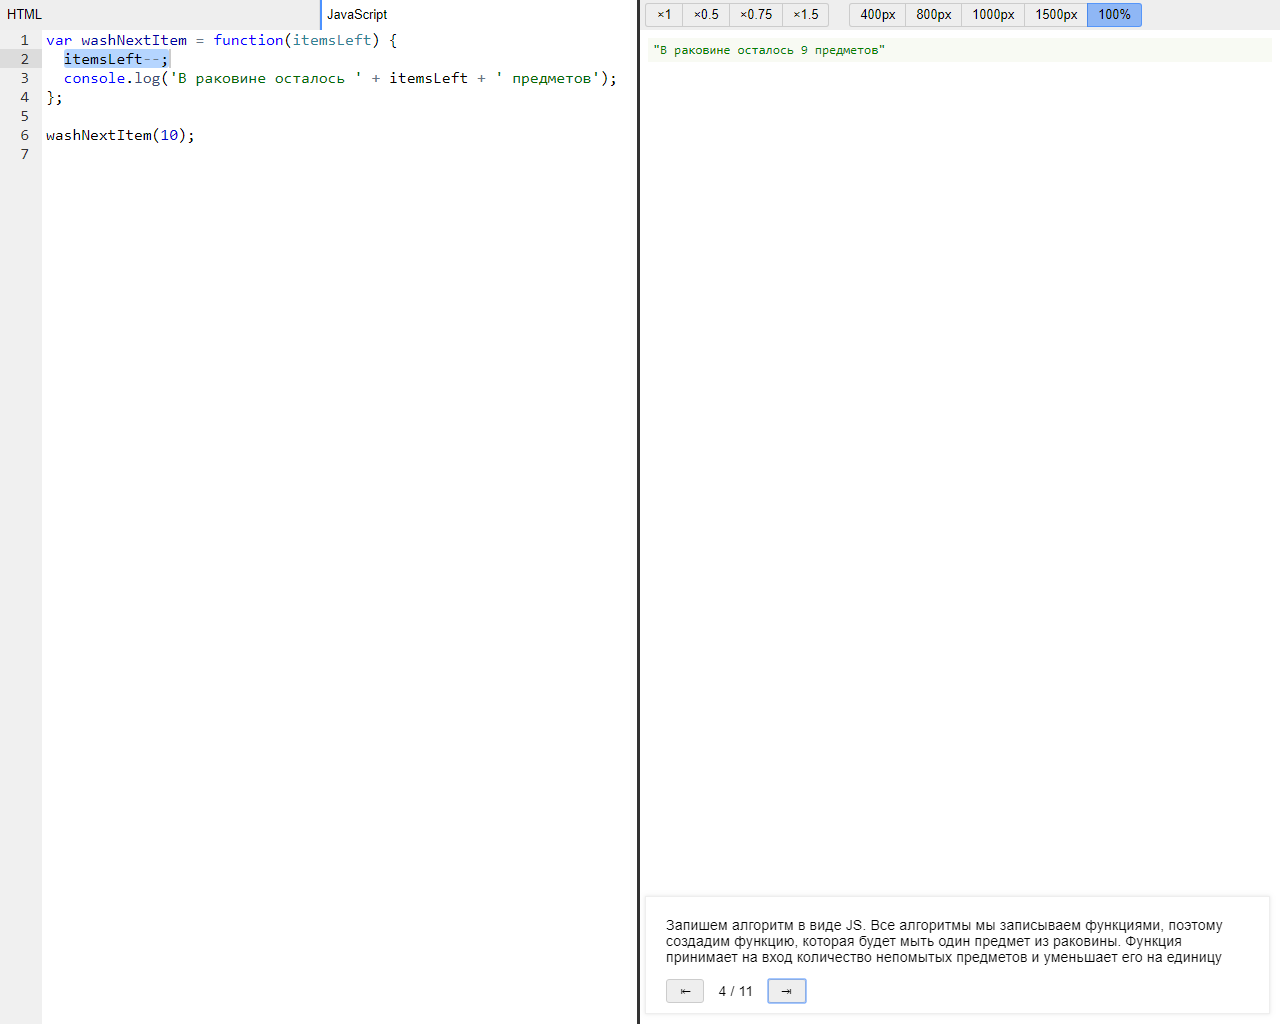 HTML
JavaScript
×1 ×0.5 ×0.75 ×1.5 400px 800px 1000px 1500px 100%
1 var washNextItem = function(itemsLeft) {
2 itemsLeft--;
3 console.log('В раковине осталось ' + itemsLeft + ' предметов');
4 };
5
6 washNextItem(10);
7
"В раковине осталось 9 предметов"
Запишем алгоритм в виде JS. Все алгоритмы мы записываем функциями, поэтому
создадим функцию, которая будет мыть один предмет из раковины. Функция
принимает на вход количество непомытых предметов и уменьшает его на единицу
⇤ 4 / 11 ⇥